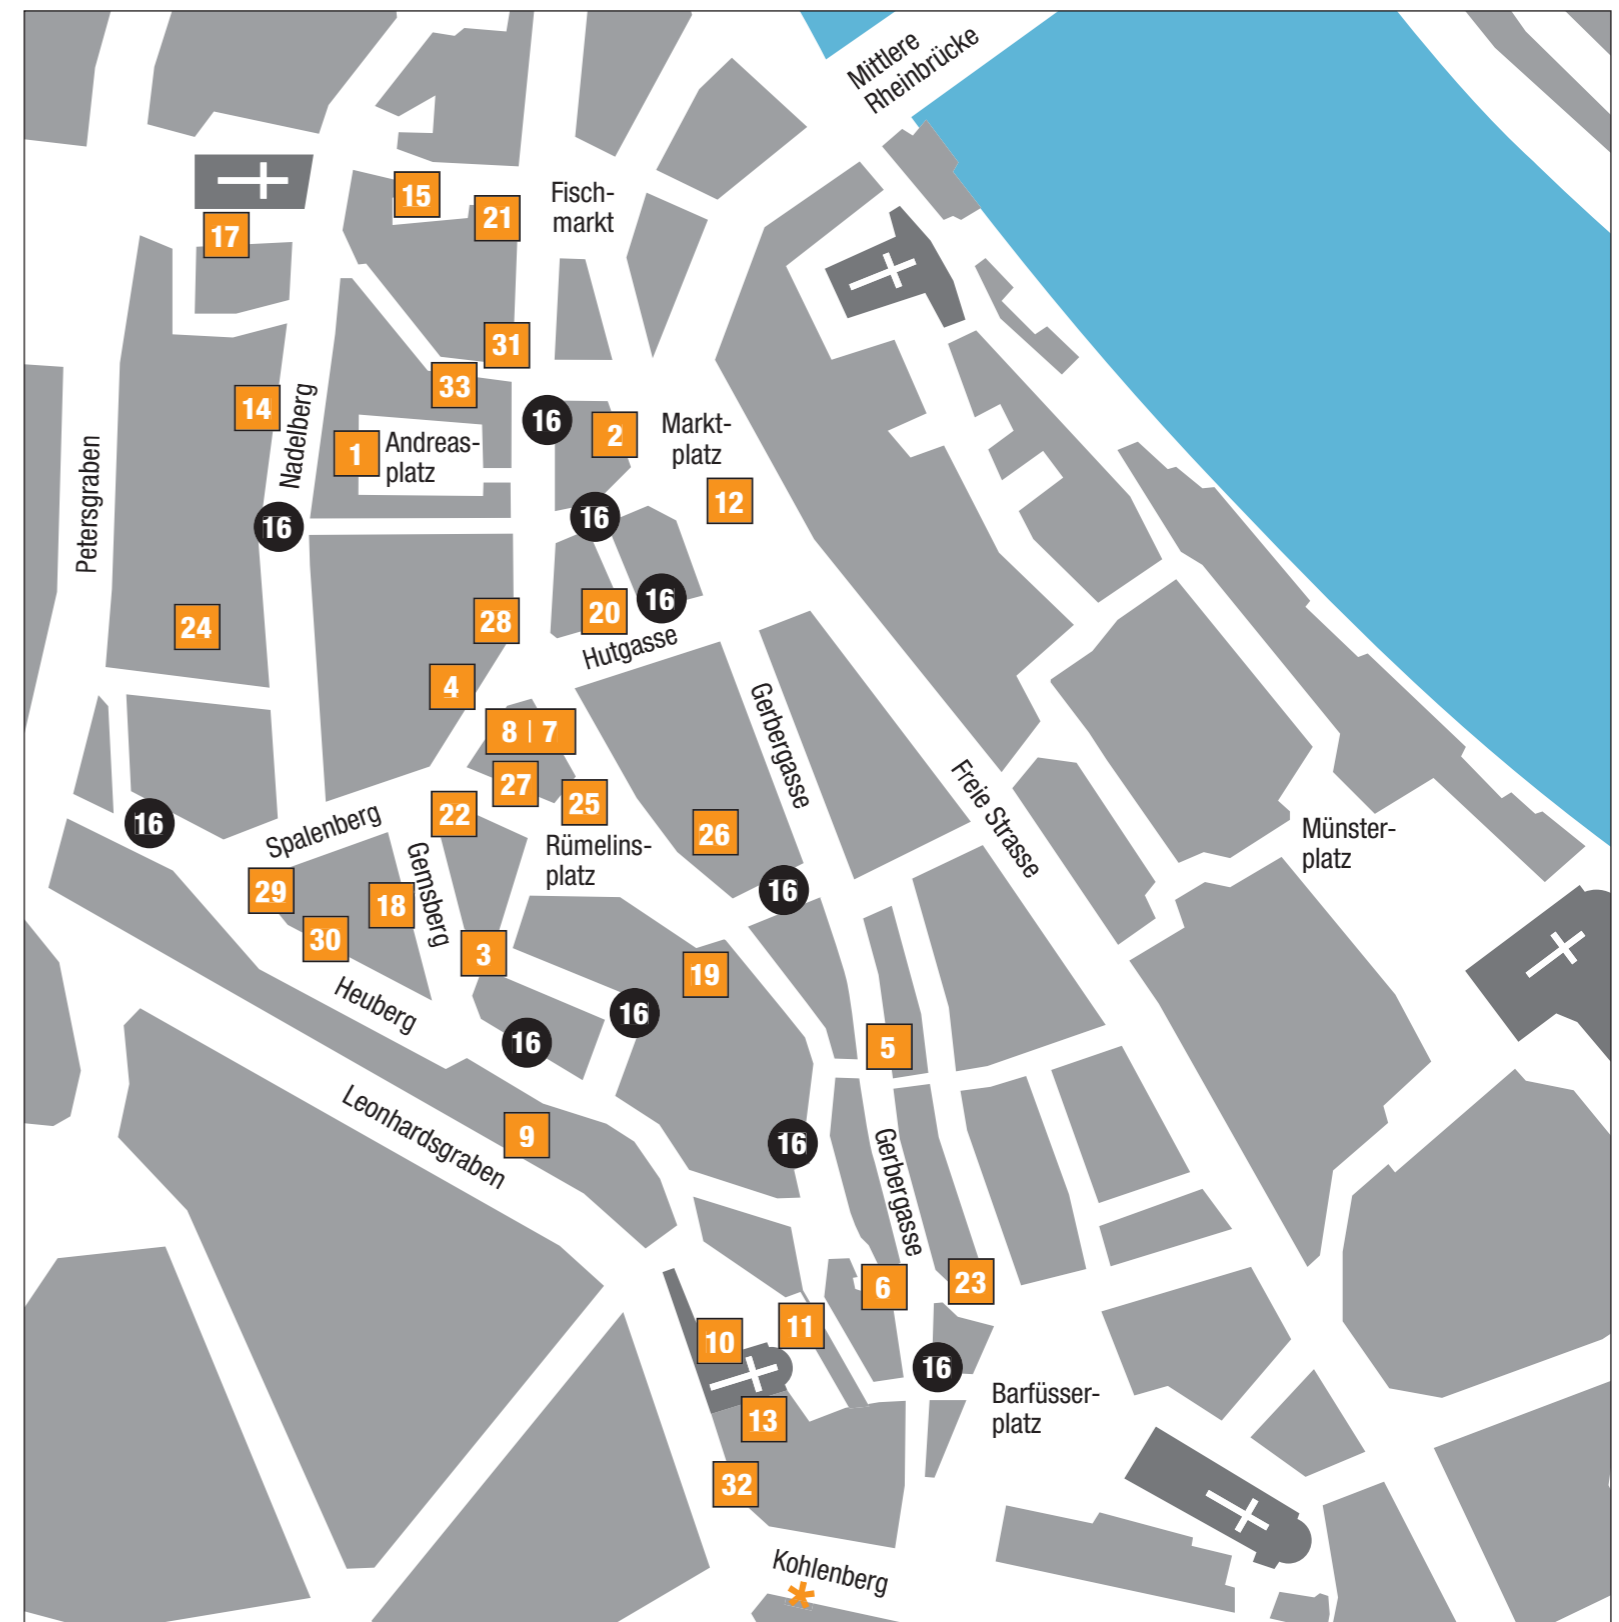 Mittlere
Rheinbrücke
15
21
Fisch-
markt
17
31
33
14
Nadelberg
16
2
Markt-
platz
1
Andreas-
platz
Petersgraben
12
16
16
20
16
24
28
Hutgasse
4
8 | 7
Gerbergasse
27
25
22
Freie Strasse
16
Spalenberg
26
Rümelins-
platz
Münster-
platz
29
18
Gemsberg
16
30
3
19
Heuberg
16
16
5
Leonhardsgraben
9
16
Gerbergasse
6
23
10
11
16
Barfüsser-
platz
13
32
Kohlenberg
*